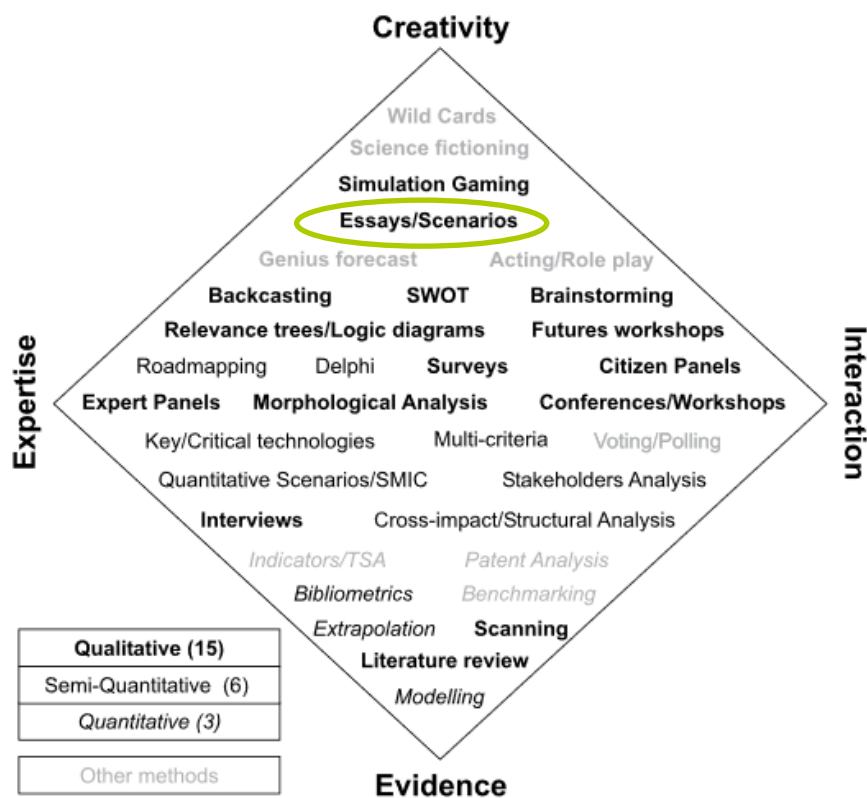 Creativity
Wild Cards
Science fictioning
Simulation Gaming
Essays/Scenarios
Genius forecast Acting/Role play
Backcasting SWOT Brainstorming
Relevance trees/Logic diagrams Futures workshops
Roadmapping Delphi Surveys Citizen Panels
Expertise
Interaction
Expert Panels Morphological Analysis Conferences/Workshops
Key/Critical technologies Multi-criteria Voting/Polling
Quantitative Scenarios/SMIC Stakeholders Analysis
Interviews Cross-impact/Structural Analysis
Indicators/TSA Patent Analysis
Bibliometrics Benchmarking
Extrapolation Scanning
Literature review
Modelling
Qualitative (15)
Semi-Quantitative (6)
Quantitative (3)
Other methods
Evidence